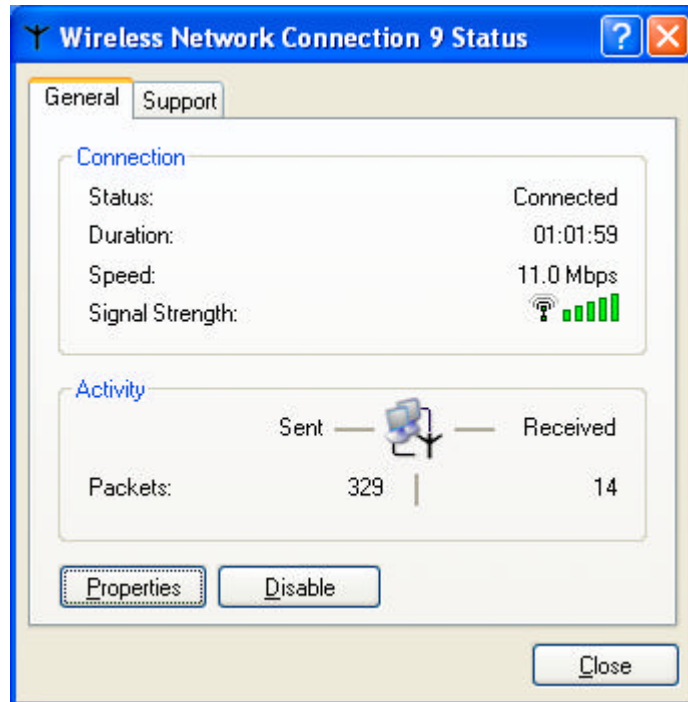 Wireless Network Connection 9 Status
General Support
Connection
Status: Connected
Duration: 01:01:59
Speed: 11.0 Mbps
Signal Strength:
Activity
Sent Received
Packets: 329 14
Properties Disable
Close